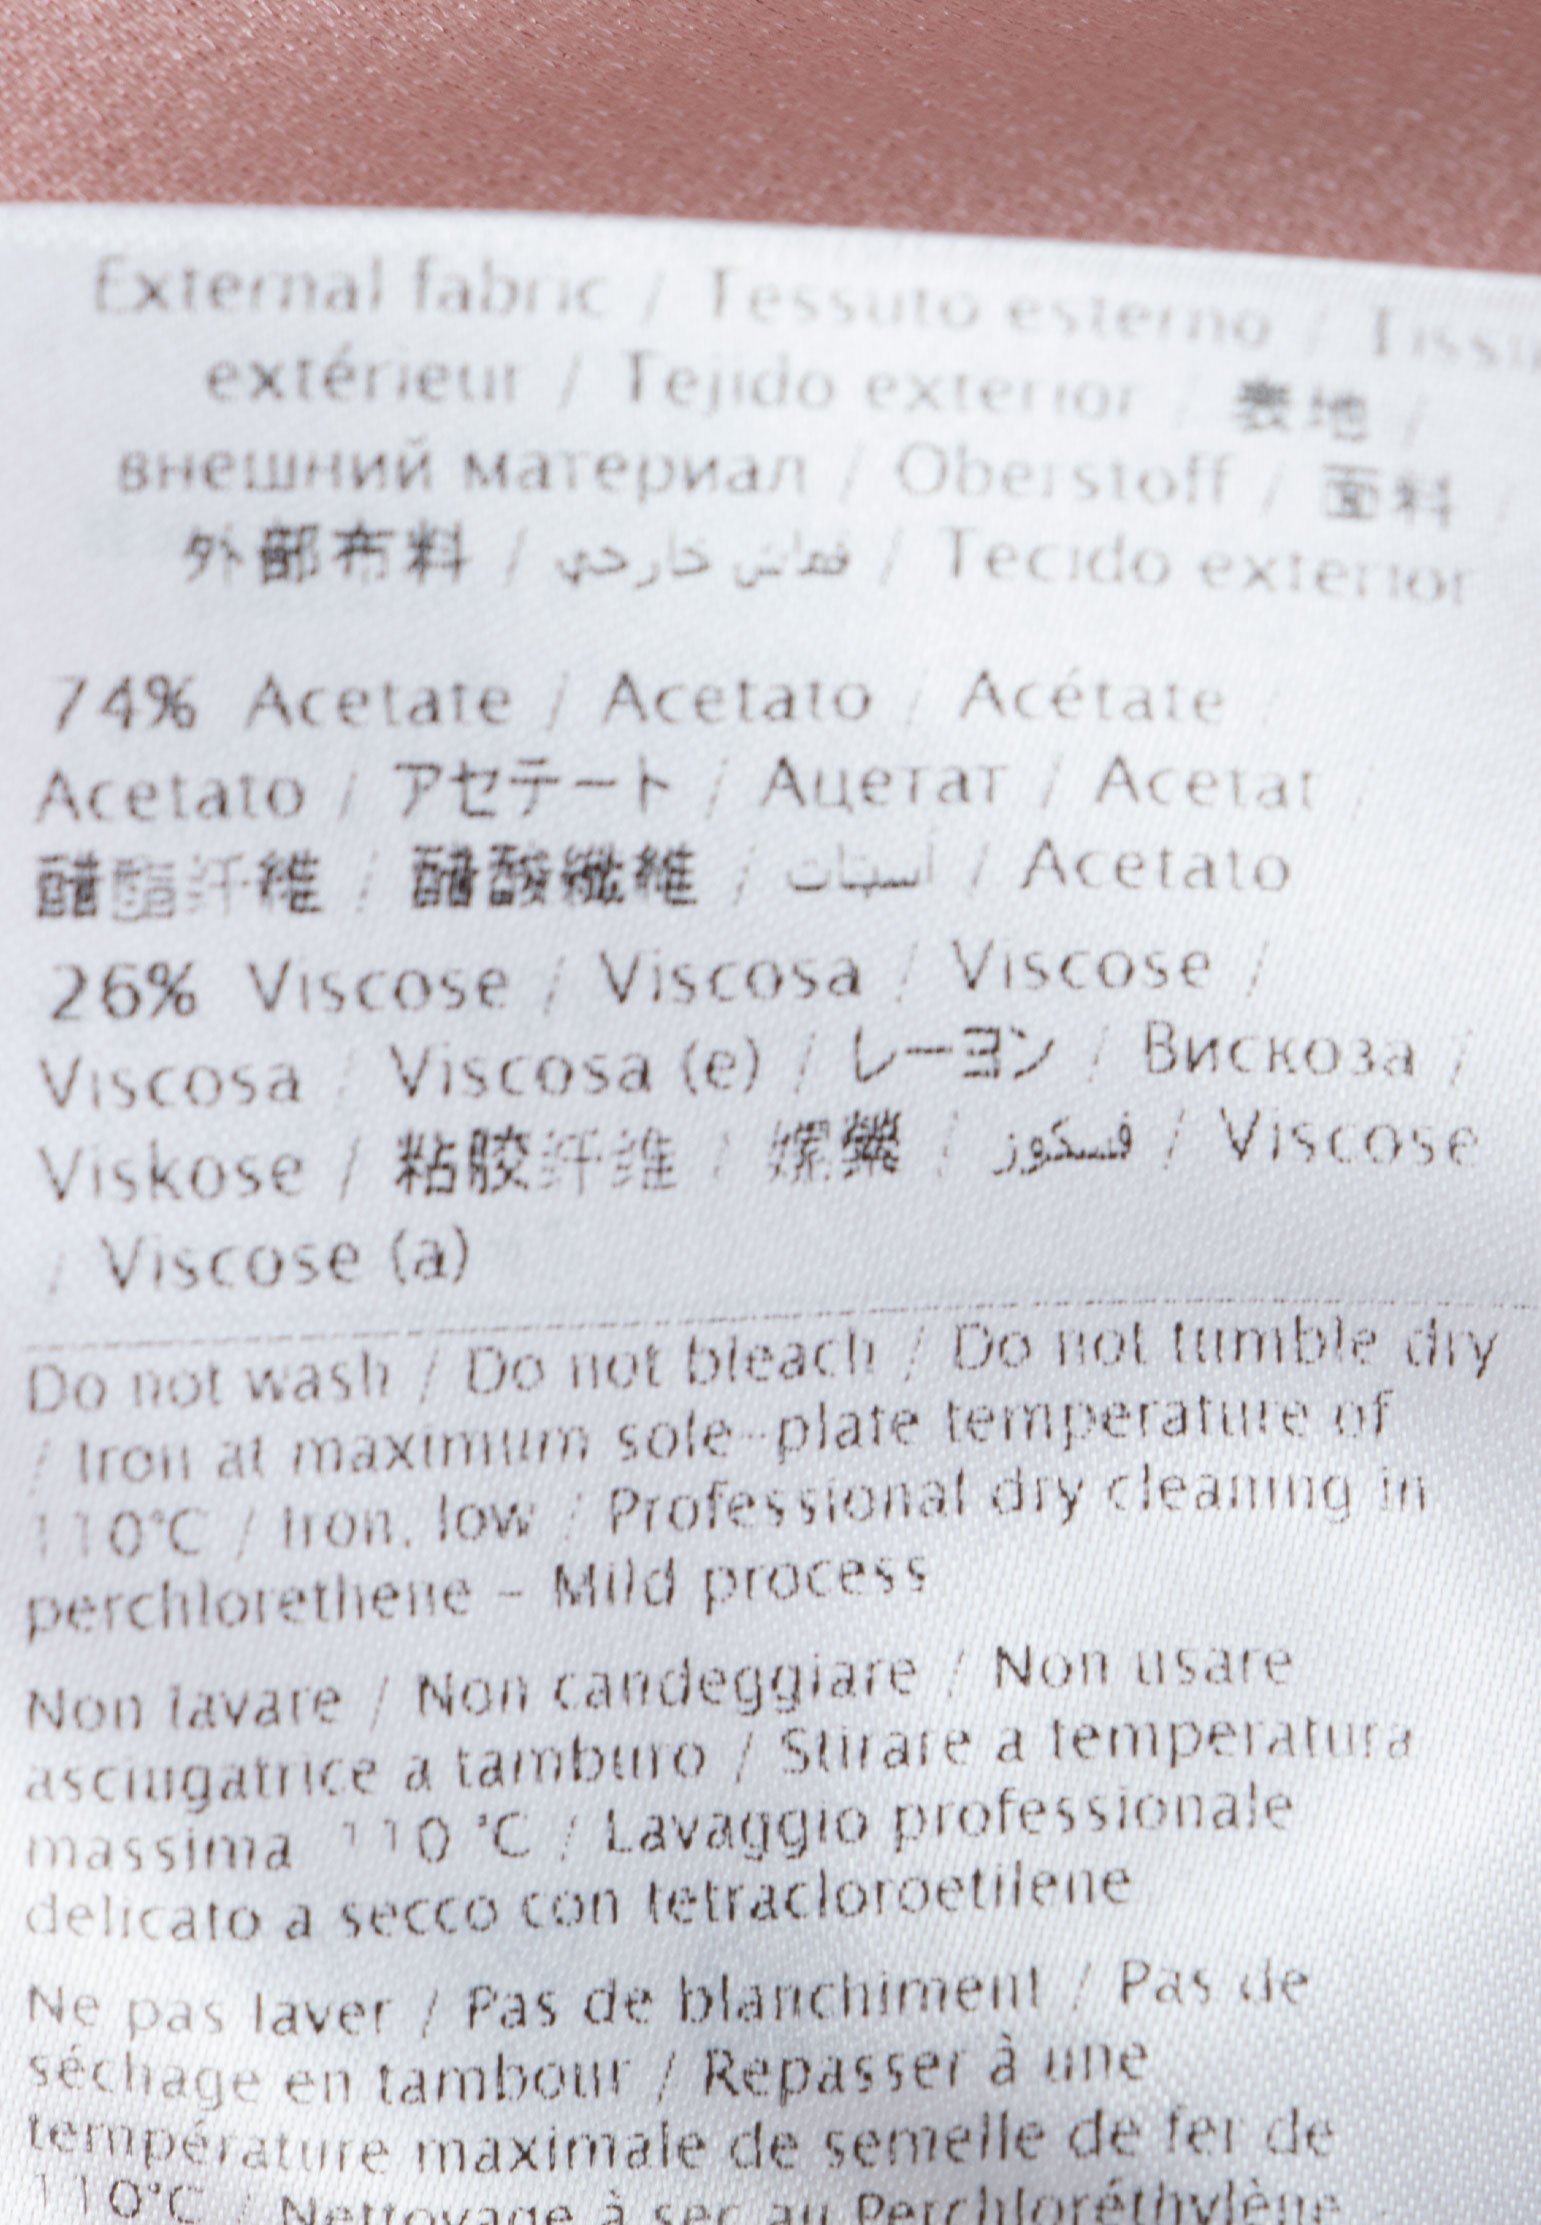 External fabric / Tessuto esterno /
extérieur / Tejido exterior / 表地 /
внешний материал / Oberstoff / 面料 /
外部布料 / قماش خارجي / Tecido exterior
74% Acetate / Acetato / Acétate /
Acetato / アセテート / Ацетат / Acetat /
醋酯纤维 / 醋酸纖維 / أسيتات / Acetato
26% Viscose / Viscosa / Viscose /
Viscosa / Viscosa (e) / レーヨン / Вискоза /
Viskose / 粘胶纤维 / 嫘縈 / فسكوز / Viscose
/ Viscose (a)
Do not wash / Do not bleach / Do not tumble dry
/ Iron at maximum sole-plate temperature of
110°C / Iron, low / Professional dry cleaning in
perchlorethene - Mild process
Non lavare / Non candeggiare / Non usare
asciugatrice a tamburo / Stirare a temperatura
massima 110 °C / Lavaggio professionale
delicato a secco con tetracloroetilene
Ne pas laver / Pas de blanchiment / Pas de
séchage en tambour / Repasser à une
température maximale de semelle de fer de
110°C / Nettoyage à sec au Perchloréthylène